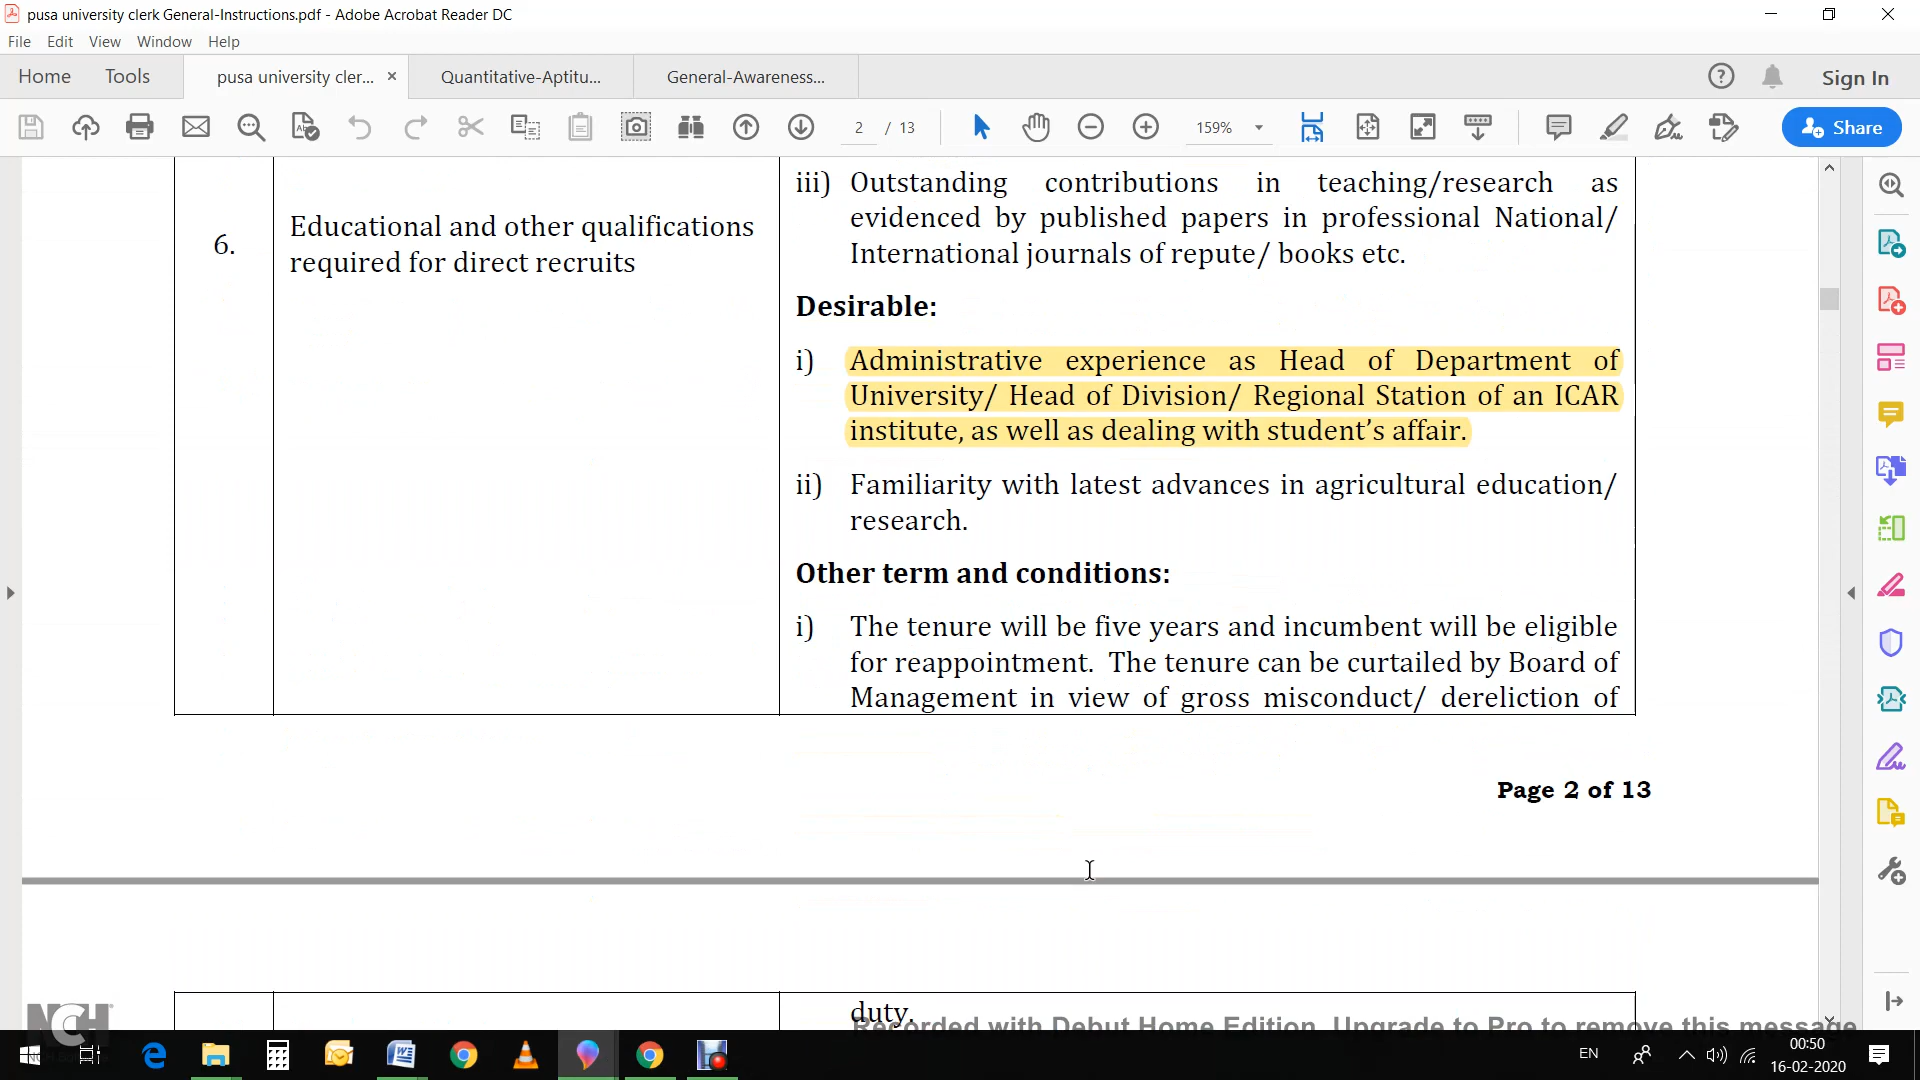 pusa university clerk General-Instructions.pdf - Adobe Acrobat Reader DC
File Edit View Window Help
Home Tools pusa university cler... × Quantitative-Aptitu... General-Awareness... Sign In
2 / 13 159% Share
iii) Outstanding contributions in teaching/research as
evidenced by published papers in professional National/
International journals of repute/ books etc.
6.
Educational and other qualifications
required for direct recruits
Desirable:
i) Administrative experience as Head of Department of
University/ Head of Division/ Regional Station of an ICAR
institute, as well as dealing with student’s affair.
ii) Familiarity with latest advances in agricultural education/
research.
Other term and conditions:
i) The tenure will be five years and incumbent will be eligible
for reappointment. The tenure can be curtailed by Board of
Management in view of gross misconduct/ dereliction of
Page 2 of 13
duty.
NCH
Recorded with Debut Home Edition. Upgrade to Pro to remove this message
EN
00:50
16-02-2020